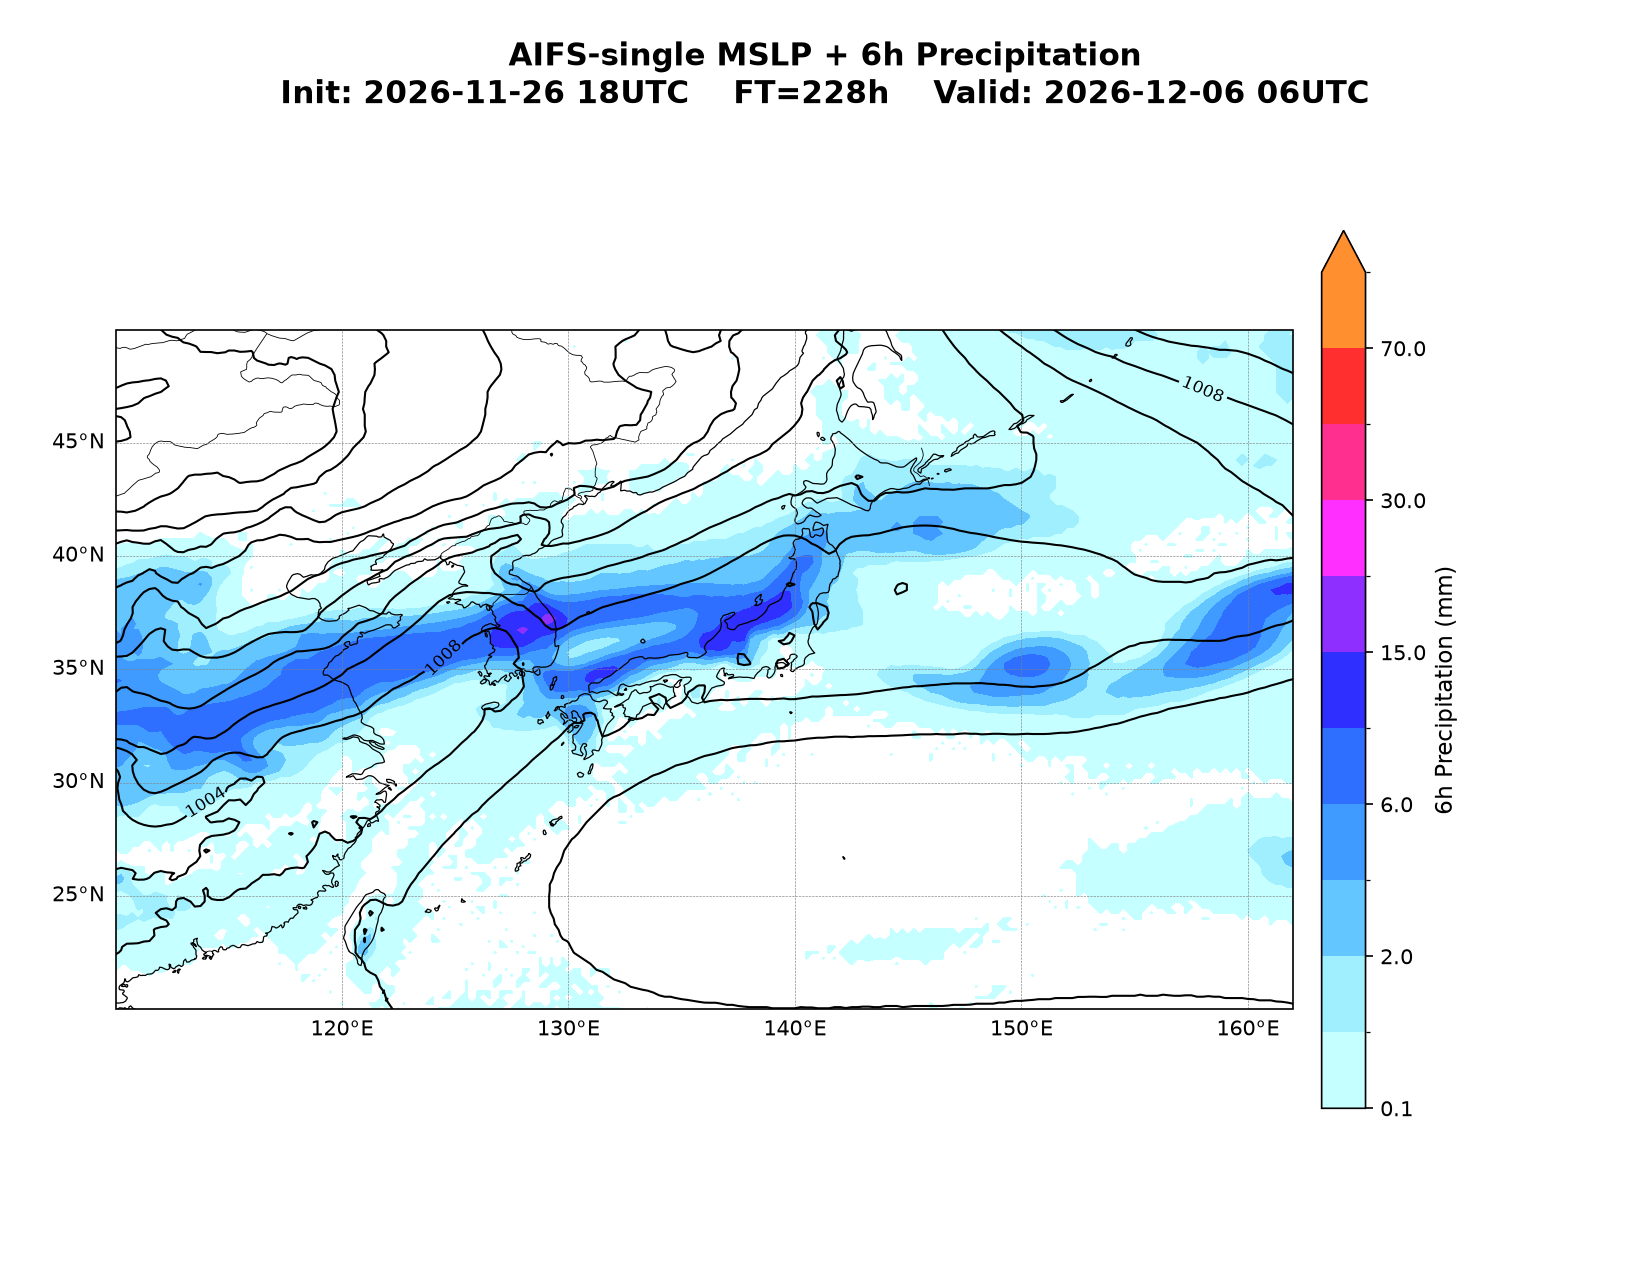 AIFS-single MSLP + 6h Precipitation
Init: 2026-11-26 18UTC    FT=228h    Valid: 2026-12-06 06UTC
70.0
1008
45°N
30.0
40°N
15.0
1008
35°N
6h Precipitation (mm)
30°N
1004
6.0
25°N
2.0
120°E
130°E
140°E
150°E
160°E
0.1